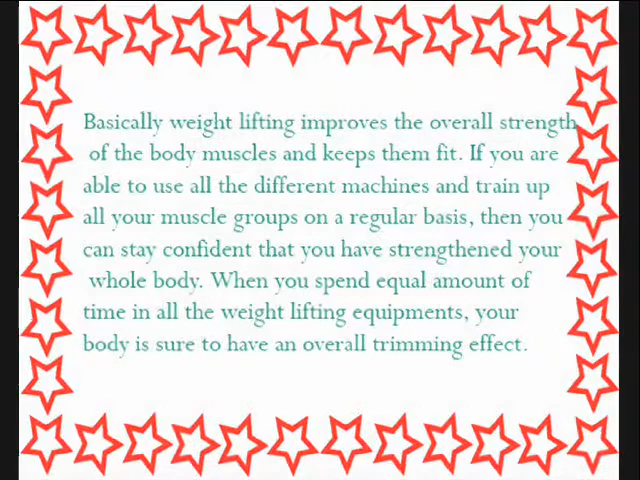 Basically weight lifting improves the overall strength
of the body muscles and keeps them fit. If you are
able to use all the different machines and train up
all your muscle groups on a regular basis, then you
can stay confident that you have strengthened your
whole body. When you spend equal amount of
time in all the weight lifting equipments, your
body is sure to have an overall trimming effect.